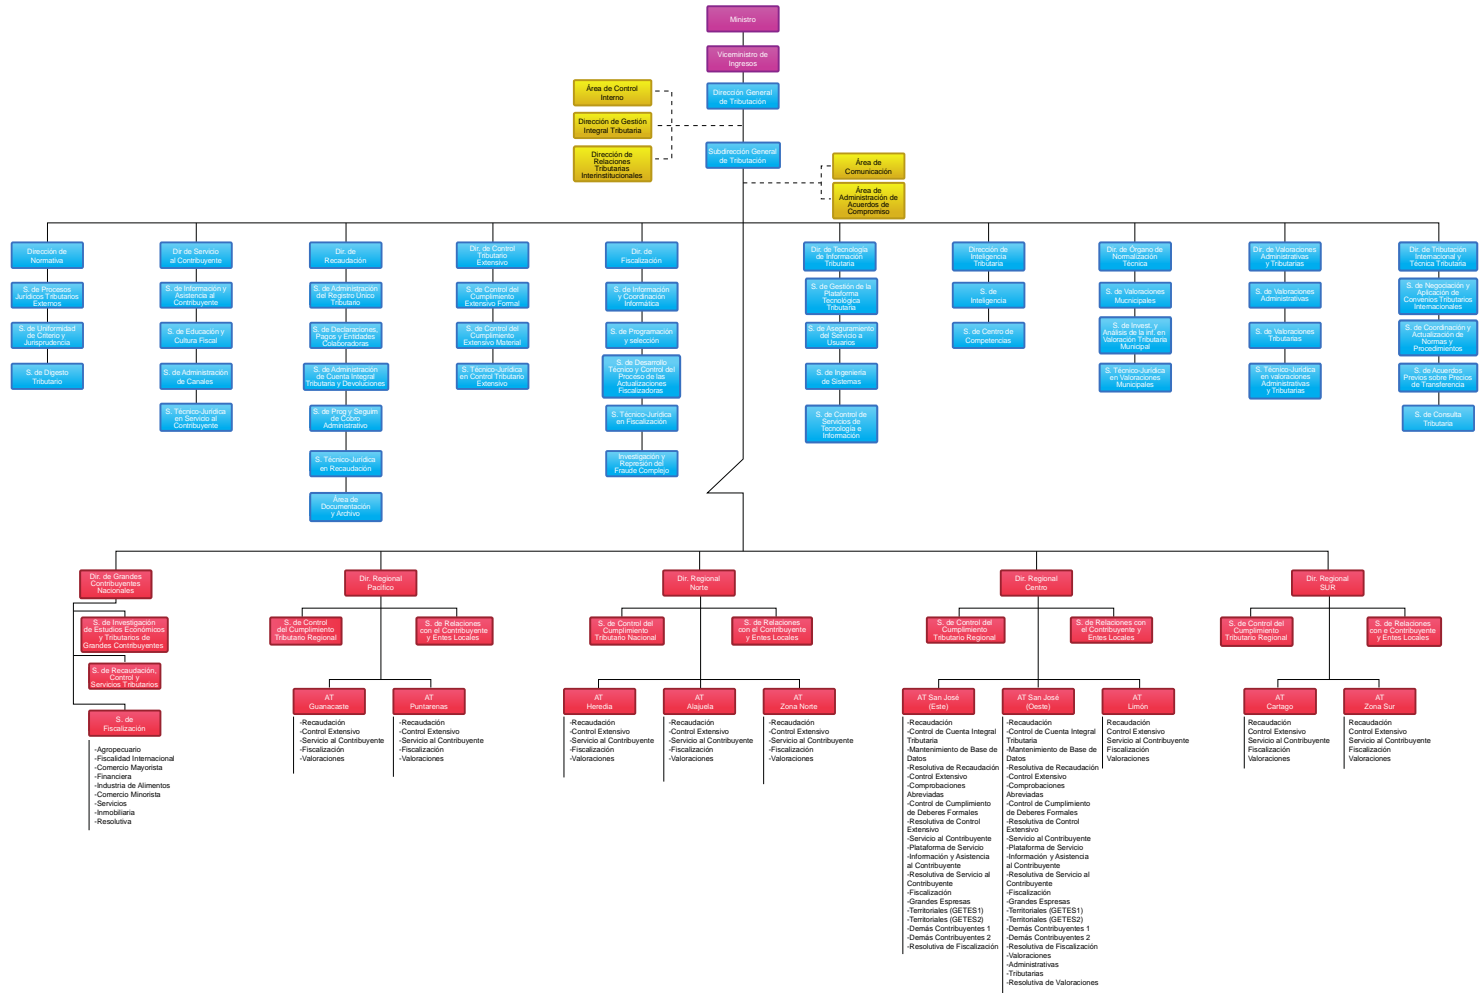 Ministro
Viceministro de
Ingresos
Dirección General
de Tributación
Área de Control
Interno
Dirección de Gestión
Integral Tributaria
Dirección de
Relaciones
Tributarias
Interinstitucionales
Subdirección General
de Tributación
Área de
Comunicación
Área de
Administración de
Acuerdos de
Compromiso
Dirección de
Normativa
S. de Procesos
Jurídicos Tributarios
Externos
S. de Uniformidad
de Criterio y
Jurisprudencia
S. de Digesto
Tributario
Dir de Servicio
al Contribuyente
S. de Información y
Asistencia al
Contribuyente
S. de Educación y
Cultura Fiscal
S. de Administración
de Canales
S. Técnico-Jurídica
en Servicio al
Contribuyente
Dir. de
Recaudación
S. de Administración
del Registro Único
Tributario
S. de Declaraciones,
Pagos y Entidades
Colaboradoras
S. de Administración
de Cuenta Integral
Tributaria y Devoluciones
S. de Prog y Seguim
de Cobro
Administrativo
S. Técnico-Jurídica
en Recaudación
Área de
Documentación
y Archivo
Dir. de Control
Tributario
Extensivo
S. de Control del
Cumplimiento
Extensivo Formal
S. de Control del
Cumplimiento
Extensivo Material
S. Técnico-Jurídica
en Control Tributario
Extensivo
Dir. de
Fiscalización
S. de Información
y Coordinación
Informática
S. de Programación
y selección
S. de Desarrollo
Técnico y Control del
Proceso de las
Actualizaciones
Fiscalizadoras
S. Técnico-Jurídica
en Fiscalización
Investigación y
Represión del
Fraude Complejo
Dir. de Tecnología
de Información
Tributaria
S. de Gestión de la
Plataforma
Tecnológica
Tributaria
S. de Aseguramiento
del Servicio a
Usuarios
S. de Ingeniería
de Sistemas
S. de Control de
Servicios de
Tecnología e
Información
Dirección de
Inteligencia
Tributaria
S. de
Inteligencia
S. de Centro de
Competencias
Dir. de Órgano de
Normalización
Técnica
S. de Valoraciones
Mucnicipales
S. de Invest. y
Análisis de la inf. en
Valoración Tributaria
Municipal
S. Técnico-Jurídica
en Valoraciones
Municipales
Dir. de Valoraciones
Administrativas
y Tributarias
S. de Valoraciones
Administrativas
S. de Valoraciones
Tributarias
S. Técnico-Jurídica
en valoraciones
Administrativas
y Tributarias
Dir. de Tributación
Internacional y
Técnica Tributaria
S. de Negociación y
Aplicación de
Convenios Tributarios
Internacionales
S. de Coordinación y
Actualización de
Normas y
Procedimientos
S. de Acuerdos
Previos sobre Precios
de Transferencia
S. de Consulta
Tributaria
Dir. de Grandes
Contribuyentes
Nacionales
S. de Investigación
de Estudios Económicos
y Tributarios de
Grandes Contribuyentes
S. de Recaudación,
Control y
Servicios Tributarios
S. de
Fiscalización
-Agropecuario
-Fiscalidad Internacional
-Comercio Mayorista
-Financiera
-Industria de Alimentos
-Comercio Minorista
-Servicios
-Inmobiliaria
-Resolutiva
Dir. Regional
Pacífico
S. de Control
del Cumplimiento
Tributario Regional
S. de Relaciones
con el Contribuyente
y Entes Locales
AT
Guanacaste
-Recaudación
-Control Extensivo
-Servicio al Contribuyente
-Fiscalización
-Valoraciones
AT
Puntarenas
-Recaudación
-Control Extensivo
-Servicio al Contribuyente
-Fiscalización
-Valoraciones
Dir. Regional
Norte
S. de Control del
Cumplimiento
Tributario Nacional
S. de Relaciones
con el Contribuyente
y Entes Locales
AT
Heredia
-Recaudación
-Control Extensivo
-Servicio al Contribuyente
-Fiscalización
-Valoraciones
AT
Alajuela
-Recaudación
-Control Extensivo
-Servicio al Contribuyente
-Fiscalización
-Valoraciones
AT
Zona Norte
-Recaudación
-Control Extensivo
-Servicio al Contribuyente
-Fiscalización
-Valoraciones
Dir. Regional
Centro
S. de Control del
Cumplimiento
Tributario Regional
S. de Relaciones con
el Contribuyente y
Entes Locales
AT San José
(Este)
-Recaudación
-Control de Cuenta Integral
Tributaria
-Mantenimiento de Base de
Datos
-Resolutiva de Recaudación
-Control Extensivo
-Comprobaciones
Abreviadas
-Control de Cumplimiento
de Deberes Formales
-Resolutiva de Control
Extensivo
-Servicio al Contribuyente
-Plataforma de Servicio
-Información y Asistencia
al Contribuyente
-Resolutiva de Servicio al
Contribuyente
-Fiscalización
-Grandes Espresas
-Territoriales (GETES1)
-Territoriales (GETES2)
-Demás Contribuyentes 1
-Demás Contribuyentes 2
-Resolutiva de Fiscalización
AT San José
(Oeste)
-Recaudación
-Control de Cuenta Integral
Tributaria
-Mantenimiento de Base de
Datos
-Resolutiva de Recaudación
-Control Extensivo
-Comprobaciones
Abreviadas
-Control de Cumplimiento
de Deberes Formales
-Resolutiva de Control
Extensivo
-Servicio al Contribuyente
-Plataforma de Servicio
-Información y Asistencia
al Contribuyente
-Resolutiva de Servicio al
Contribuyente
-Fiscalización
-Grandes Espresas
-Territoriales (GETES1)
-Territoriales (GETES2)
-Demás Contribuyentes 1
-Demás Contribuyentes 2
-Resolutiva de Fiscalización
-Valoraciones
-Administrativas
-Tributarias
-Resolutiva de Valoraciones
AT
Limón
Recaudación
Control Extensivo
Servicio al Contribuyente
Fiscalización
Valoraciones
Dir. Regional
SUR
S. de Control del
Cumplimiento
Tributario Regional
S. de Relaciones
con e Contribuyente
y Entes Locales
AT
Cartago
Recaudación
Control Extensivo
Servicio al Contribuyente
Fiscalización
Valoraciones
AT
Zona Sur
Recaudación
Control Extensivo
Servicio al Contribuyente
Fiscalización
Valoraciones